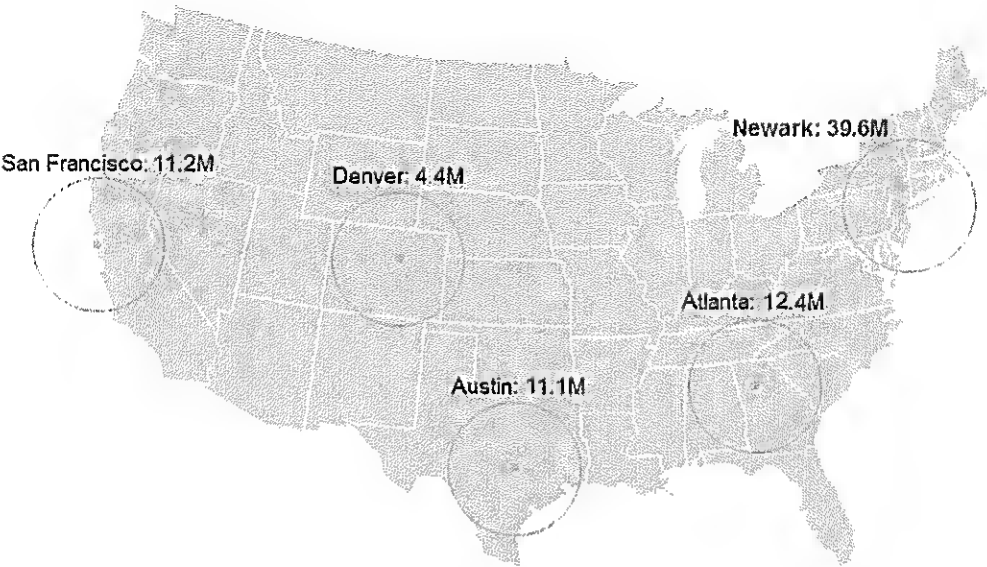 Newark: 39.6M
San Francisco: 11.2M
Denver: 4.4M
Atlanta: 12.4M
Austin: 11.1M